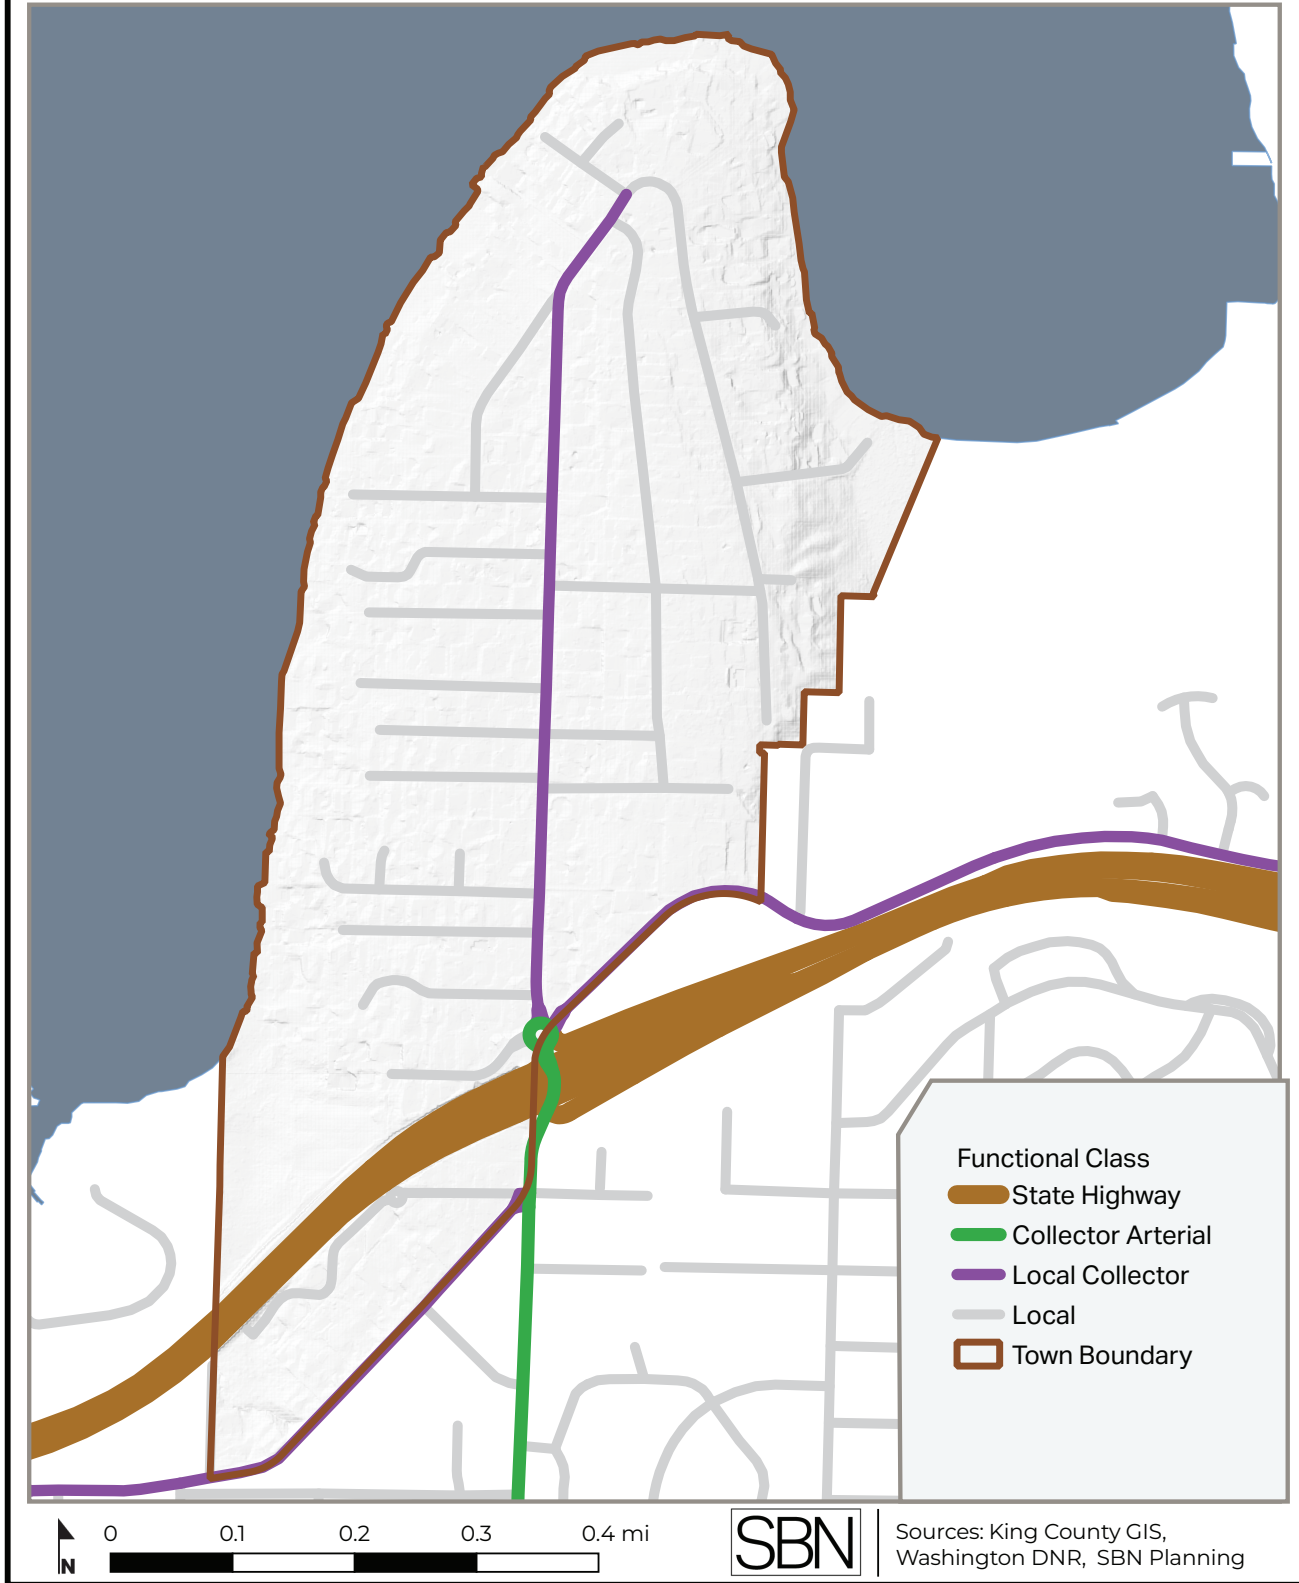 Functional Class
State Highway
Collector Arterial
Local Collector
Local
Town Boundary
N
0 0.1 0.2 0.3 0.4 mi
SBN
Sources: King County GIS,
Washington DNR, SBN Planning